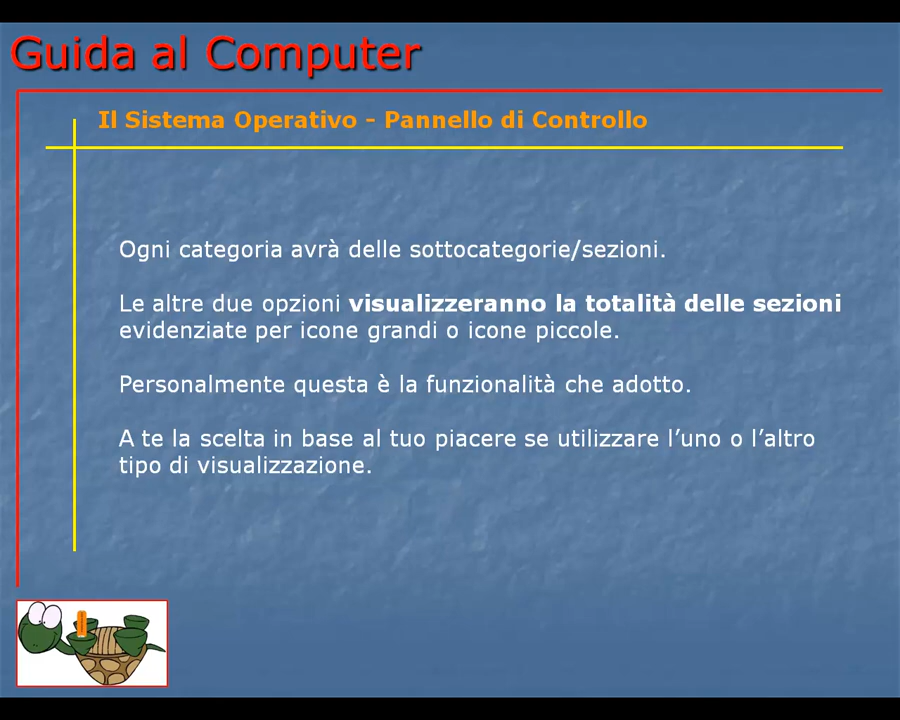 Guida al Computer
Il Sistema Operativo - Pannello di Controllo
Ogni categoria avrà delle sottocategorie/sezioni.
Le altre due opzioni visualizzeranno la totalità delle sezioni
evidenziate per icone grandi o icone piccole.
Personalmente questa è la funzionalità che adotto.
A te la scelta in base al tuo piacere se utilizzare l’uno o l’altro
tipo di visualizzazione.